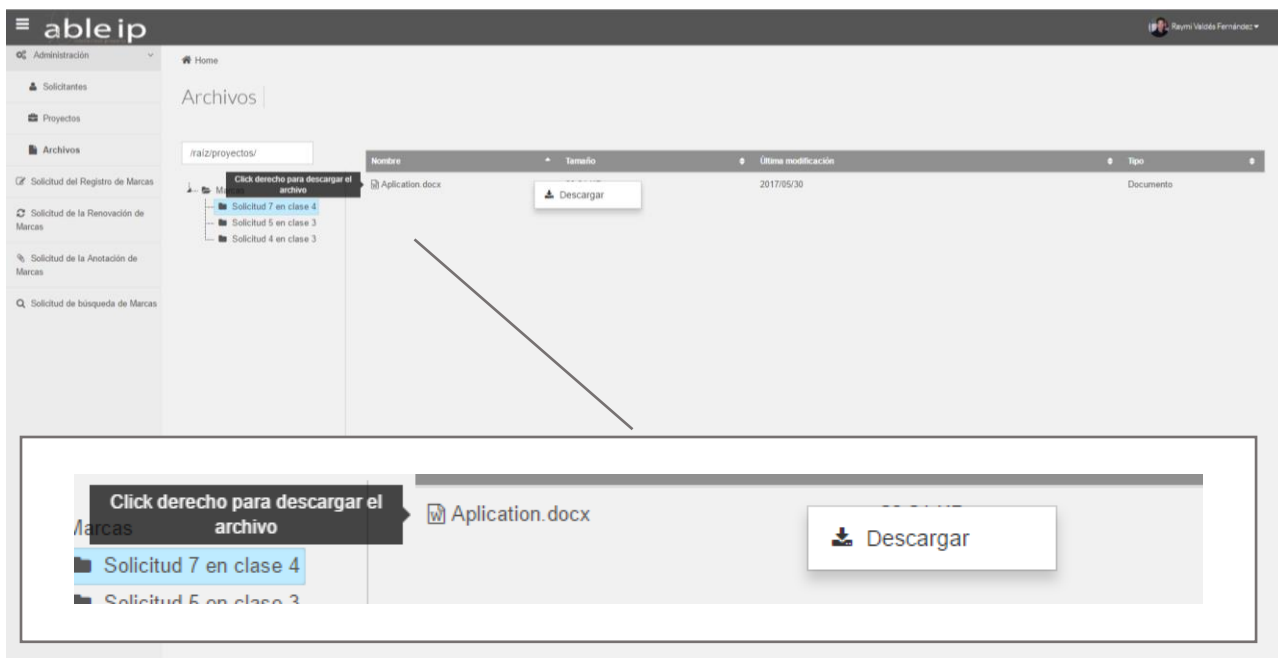 ableip
Raymi Valdés Fernández
Administración
Solicitantes
Proyectos
Archivos
Solicitud del Registro de Marcas
Solicitud de la Renovación de
Marcas
Solicitud de la Anotación de
Marcas
Solicitud de búsqueda de Marcas
Home
Archivos
/raíz/proyectos/
Nombre Tamaño Última modificación Tipo
Click derecho para descargar el
archivo
Aplication.docx 2017/05/30 Documento
Descargar
Solicitud 7 en clase 4
Solicitud 5 en clase 3
Solicitud 4 en clase 3
Click derecho para descargar el
archivo
Aplication.docx
Descargar
Marcas
Solicitud 7 en clase 4
Solicitud 5 en clase 3